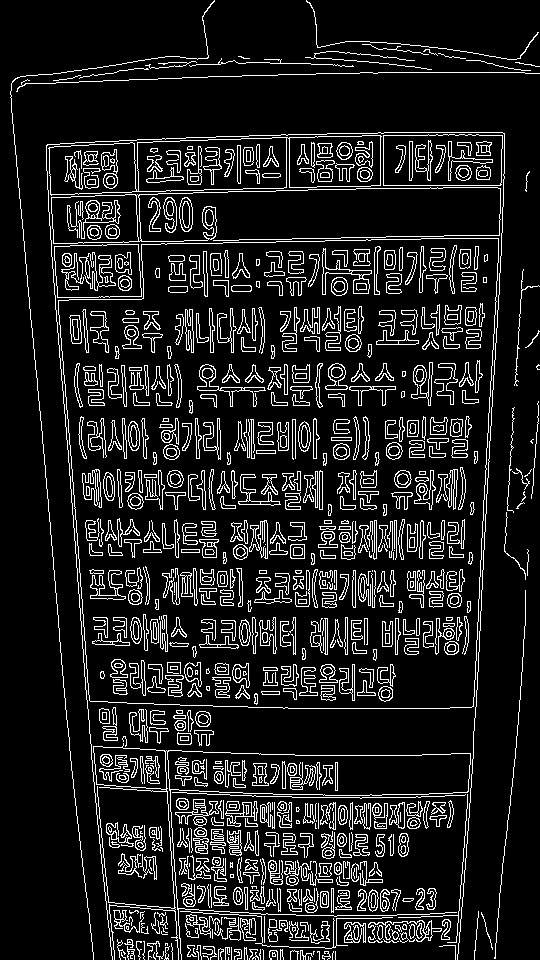 제품명 초코칩쿠키믹스 식품유형 기타가공품
내용량 290 g
원재료명 · 프리믹스:곡류가공품[밀가루(밀:
미국,호주,캐나다산),갈색설탕,코코넛분말
(필리핀산),옥수수전분{옥수수:외국산
(러시아,헝가리,세르비아,등)},당밀분말,
베이킹파우더(산도조절제,전분,유화제),
탄산수소나트륨,정제소금,혼합제제(바닐린,
포도당),계피분말],초코칩(벨기에산,백설탕,
코코아매스,코코아버터,레시틴,바닐라향)
·올리고물엿:물엿,프락토올리고당
밀,대두 함유
유통기한 후면 하단 표기일까지
업소명 및 소재지 유통전문판매원:씨제이제일제당(주)
서울특별시 구로구 경인로 518
제조원:(주)일광에프앤에스
경기도 이천시 진상미로 2067-23
폴리에틸렌 품목보고번호